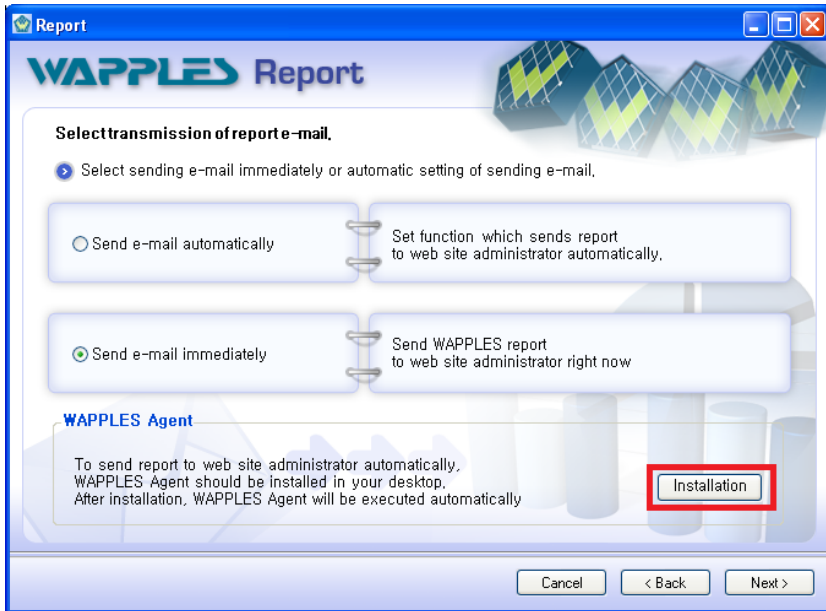 Report
WAPPLES Report
Select transmission of report e-mail.
Select sending e-mail immediately or automatic setting of sending e-mail.
Send e-mail automatically
Set function which sends report
to web site administrator automatically.
Send e-mail immediately
Send WAPPLES report
to web site administrator right now
WAPPLES Agent
To send report to web site administrator automatically,
WAPPLES Agent should be installed in your desktop.
After installation, WAPPLES Agent will be executed automatically
Installation
Cancel
< Back
Next >